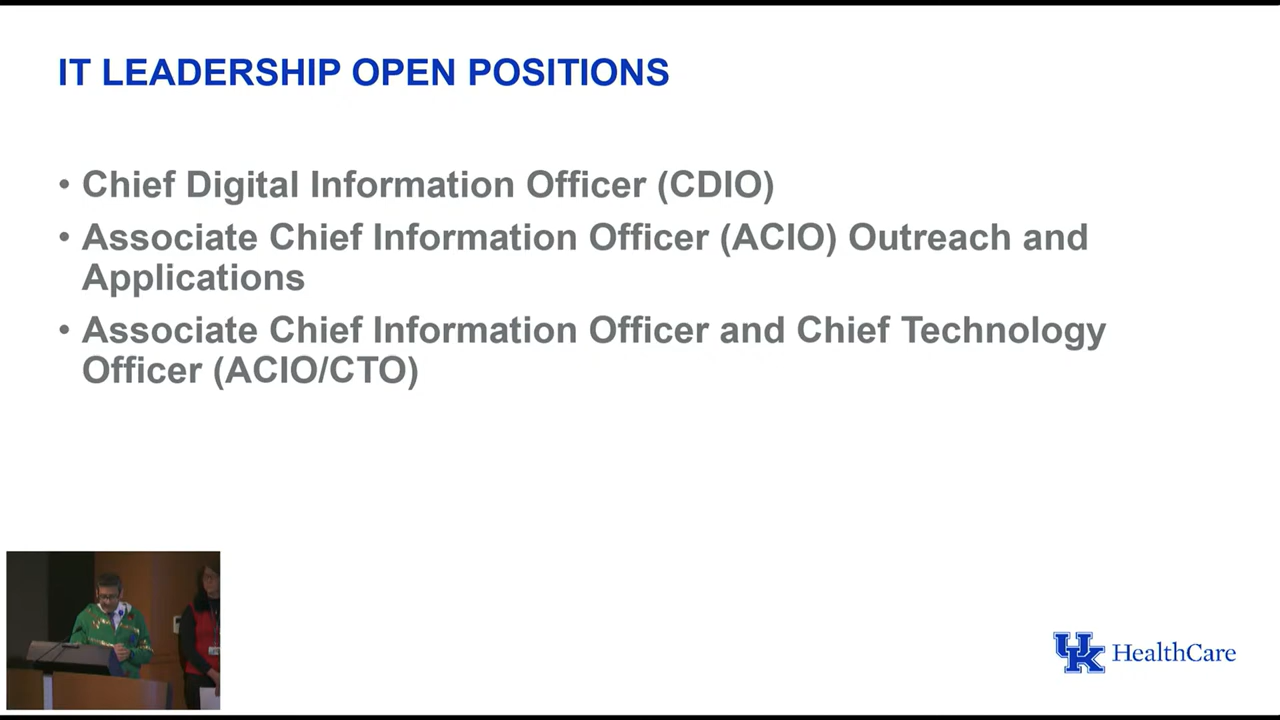 IT LEADERSHIP OPEN POSITIONS
• Chief Digital Information Officer (CDIO)
• Associate Chief Information Officer (ACIO) Outreach and
Applications
• Associate Chief Information Officer and Chief Technology
Officer (ACIO/CTO)
UK HealthCare